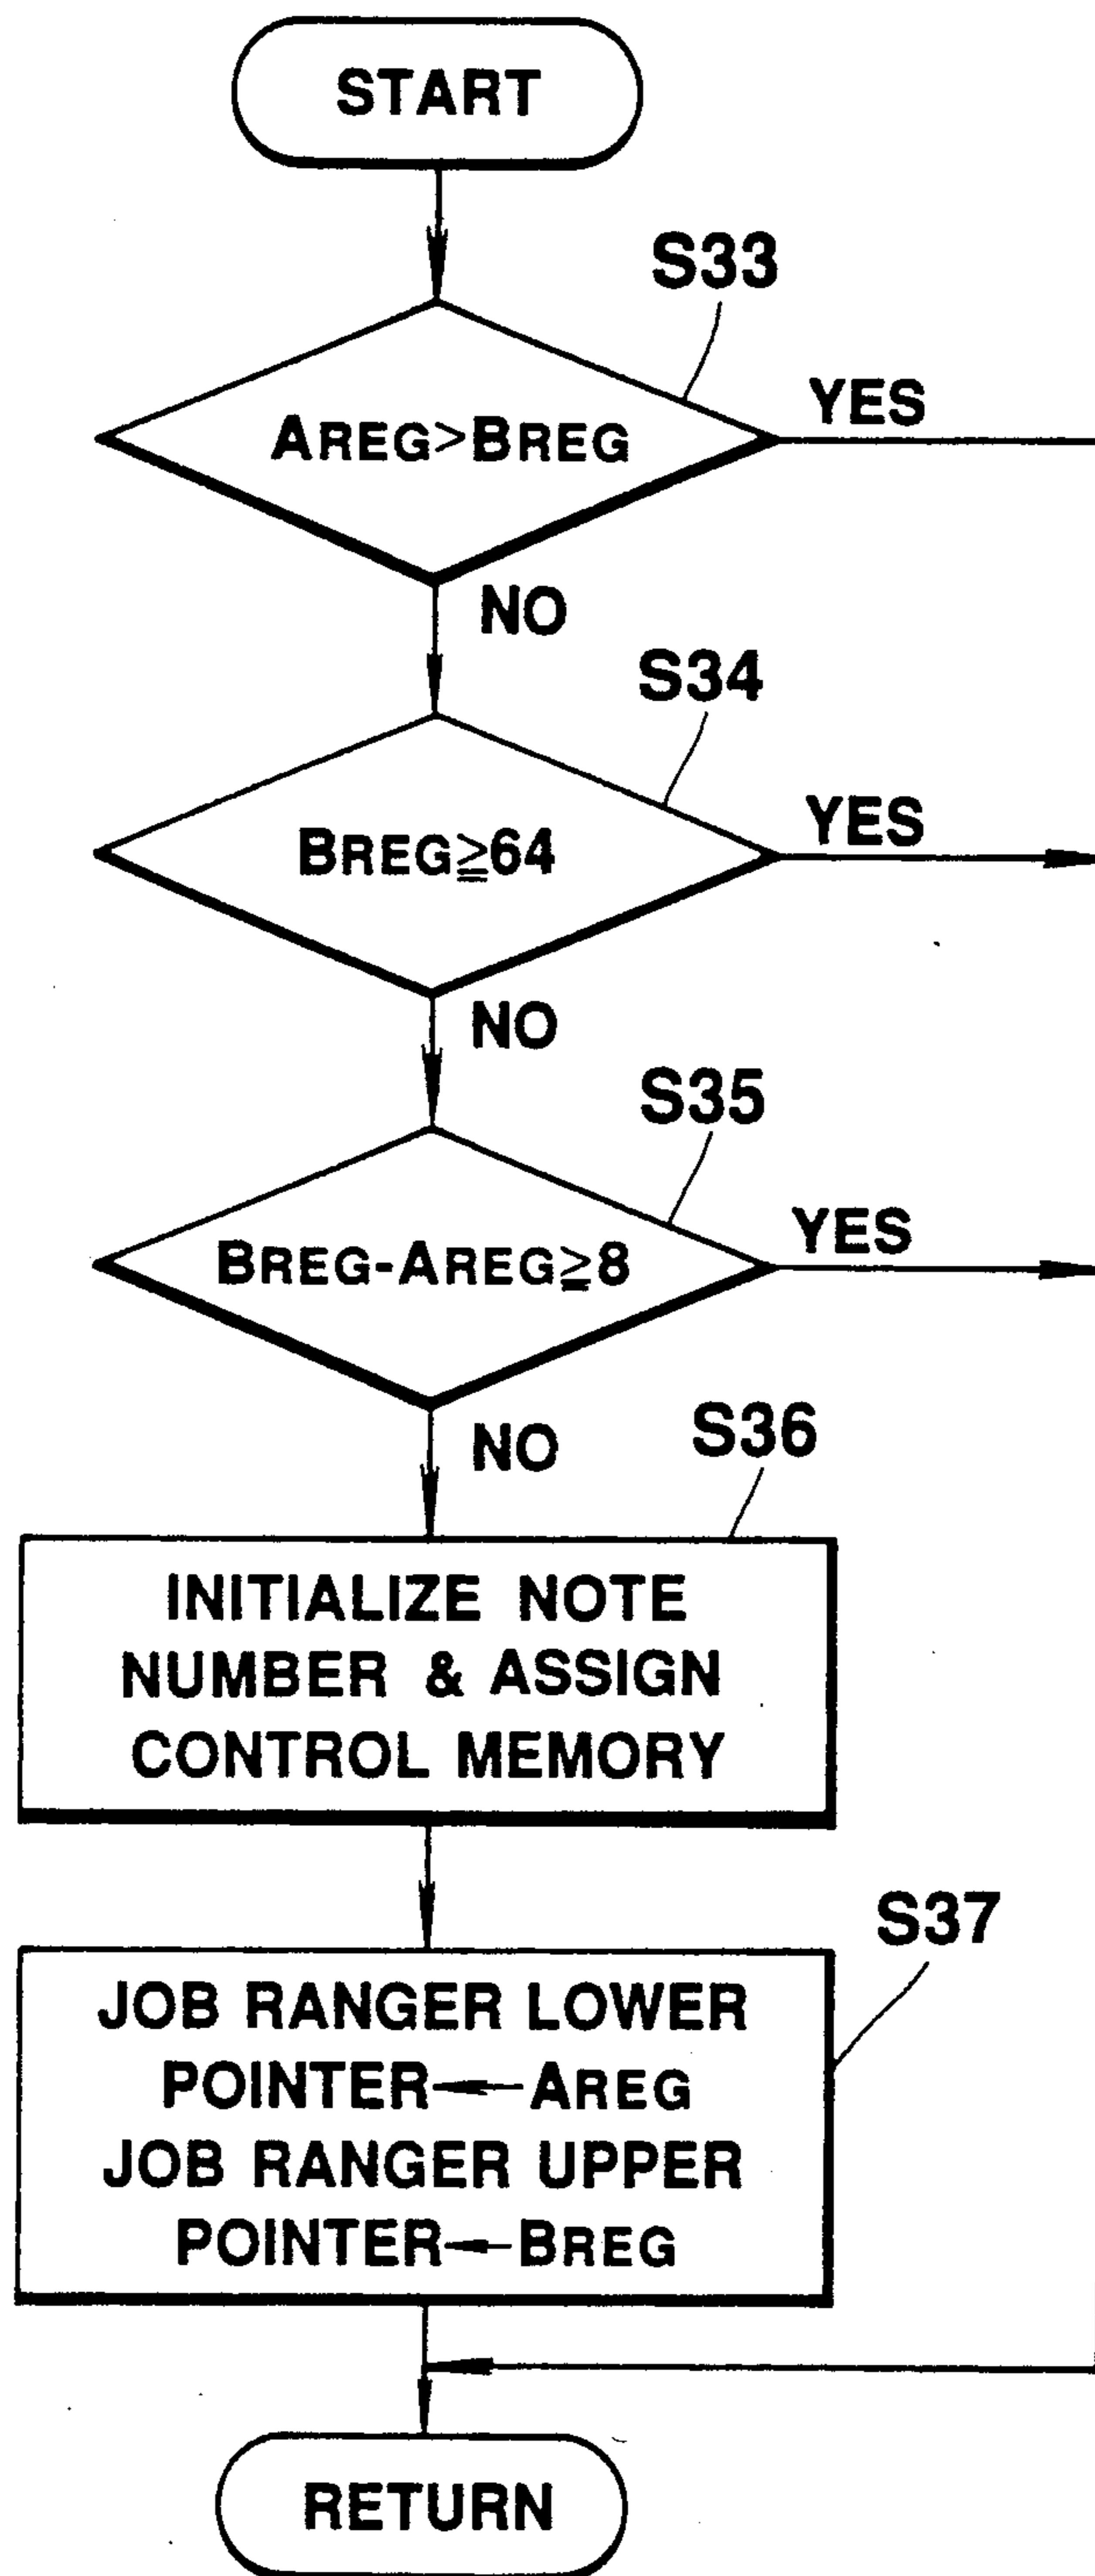 START
S33
AREG>BREG
YES
NO
S34
BREG≧64
YES
NO
S35
BREG-AREG≧8
YES
NO
S36
INITIALIZE NOTE
NUMBER & ASSIGN
CONTROL MEMORY
S37
JOB RANGER LOWER
POINTER←AREG
JOB RANGER UPPER
POINTER←BREG
RETURN